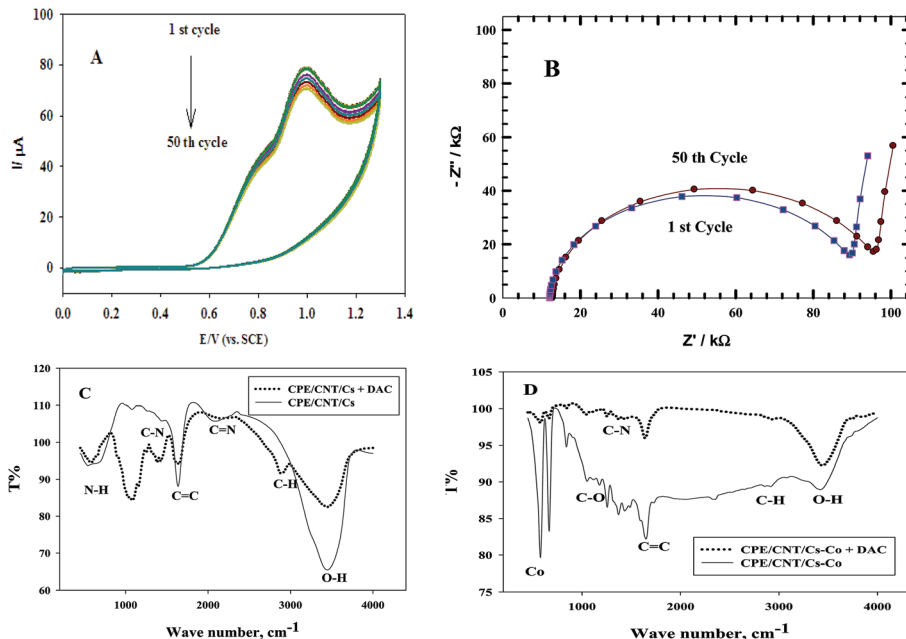 A
1 st cycle
50 th cycle
I/ µA
100
80
60
40
20
0
0.0 0.2 0.4 0.6 0.8 1.0 1.2 1.4
E/V (vs. SCE)
B
50 th Cycle
1 st Cycle
- Z'' / kΩ
100
80
60
40
20
0
0 20 40 60 80 100
Z' / kΩ
C
CPE/CNT/Cs + DAC
CPE/CNT/Cs
T%
120
110
100
90
80
70
60
C-N
C=N
N-H
C=C
C-H
O-H
1000 2000 3000 4000
Wave number, cm-1
D
T%
105
100
95
90
85
80
75
C-N
C-O
C-H
O-H
C=C
Co
CPE/CNT/Cs-Co + DAC
CPE/CNT/Cs-Co
1000 2000 3000 4000
Wave number, cm-1